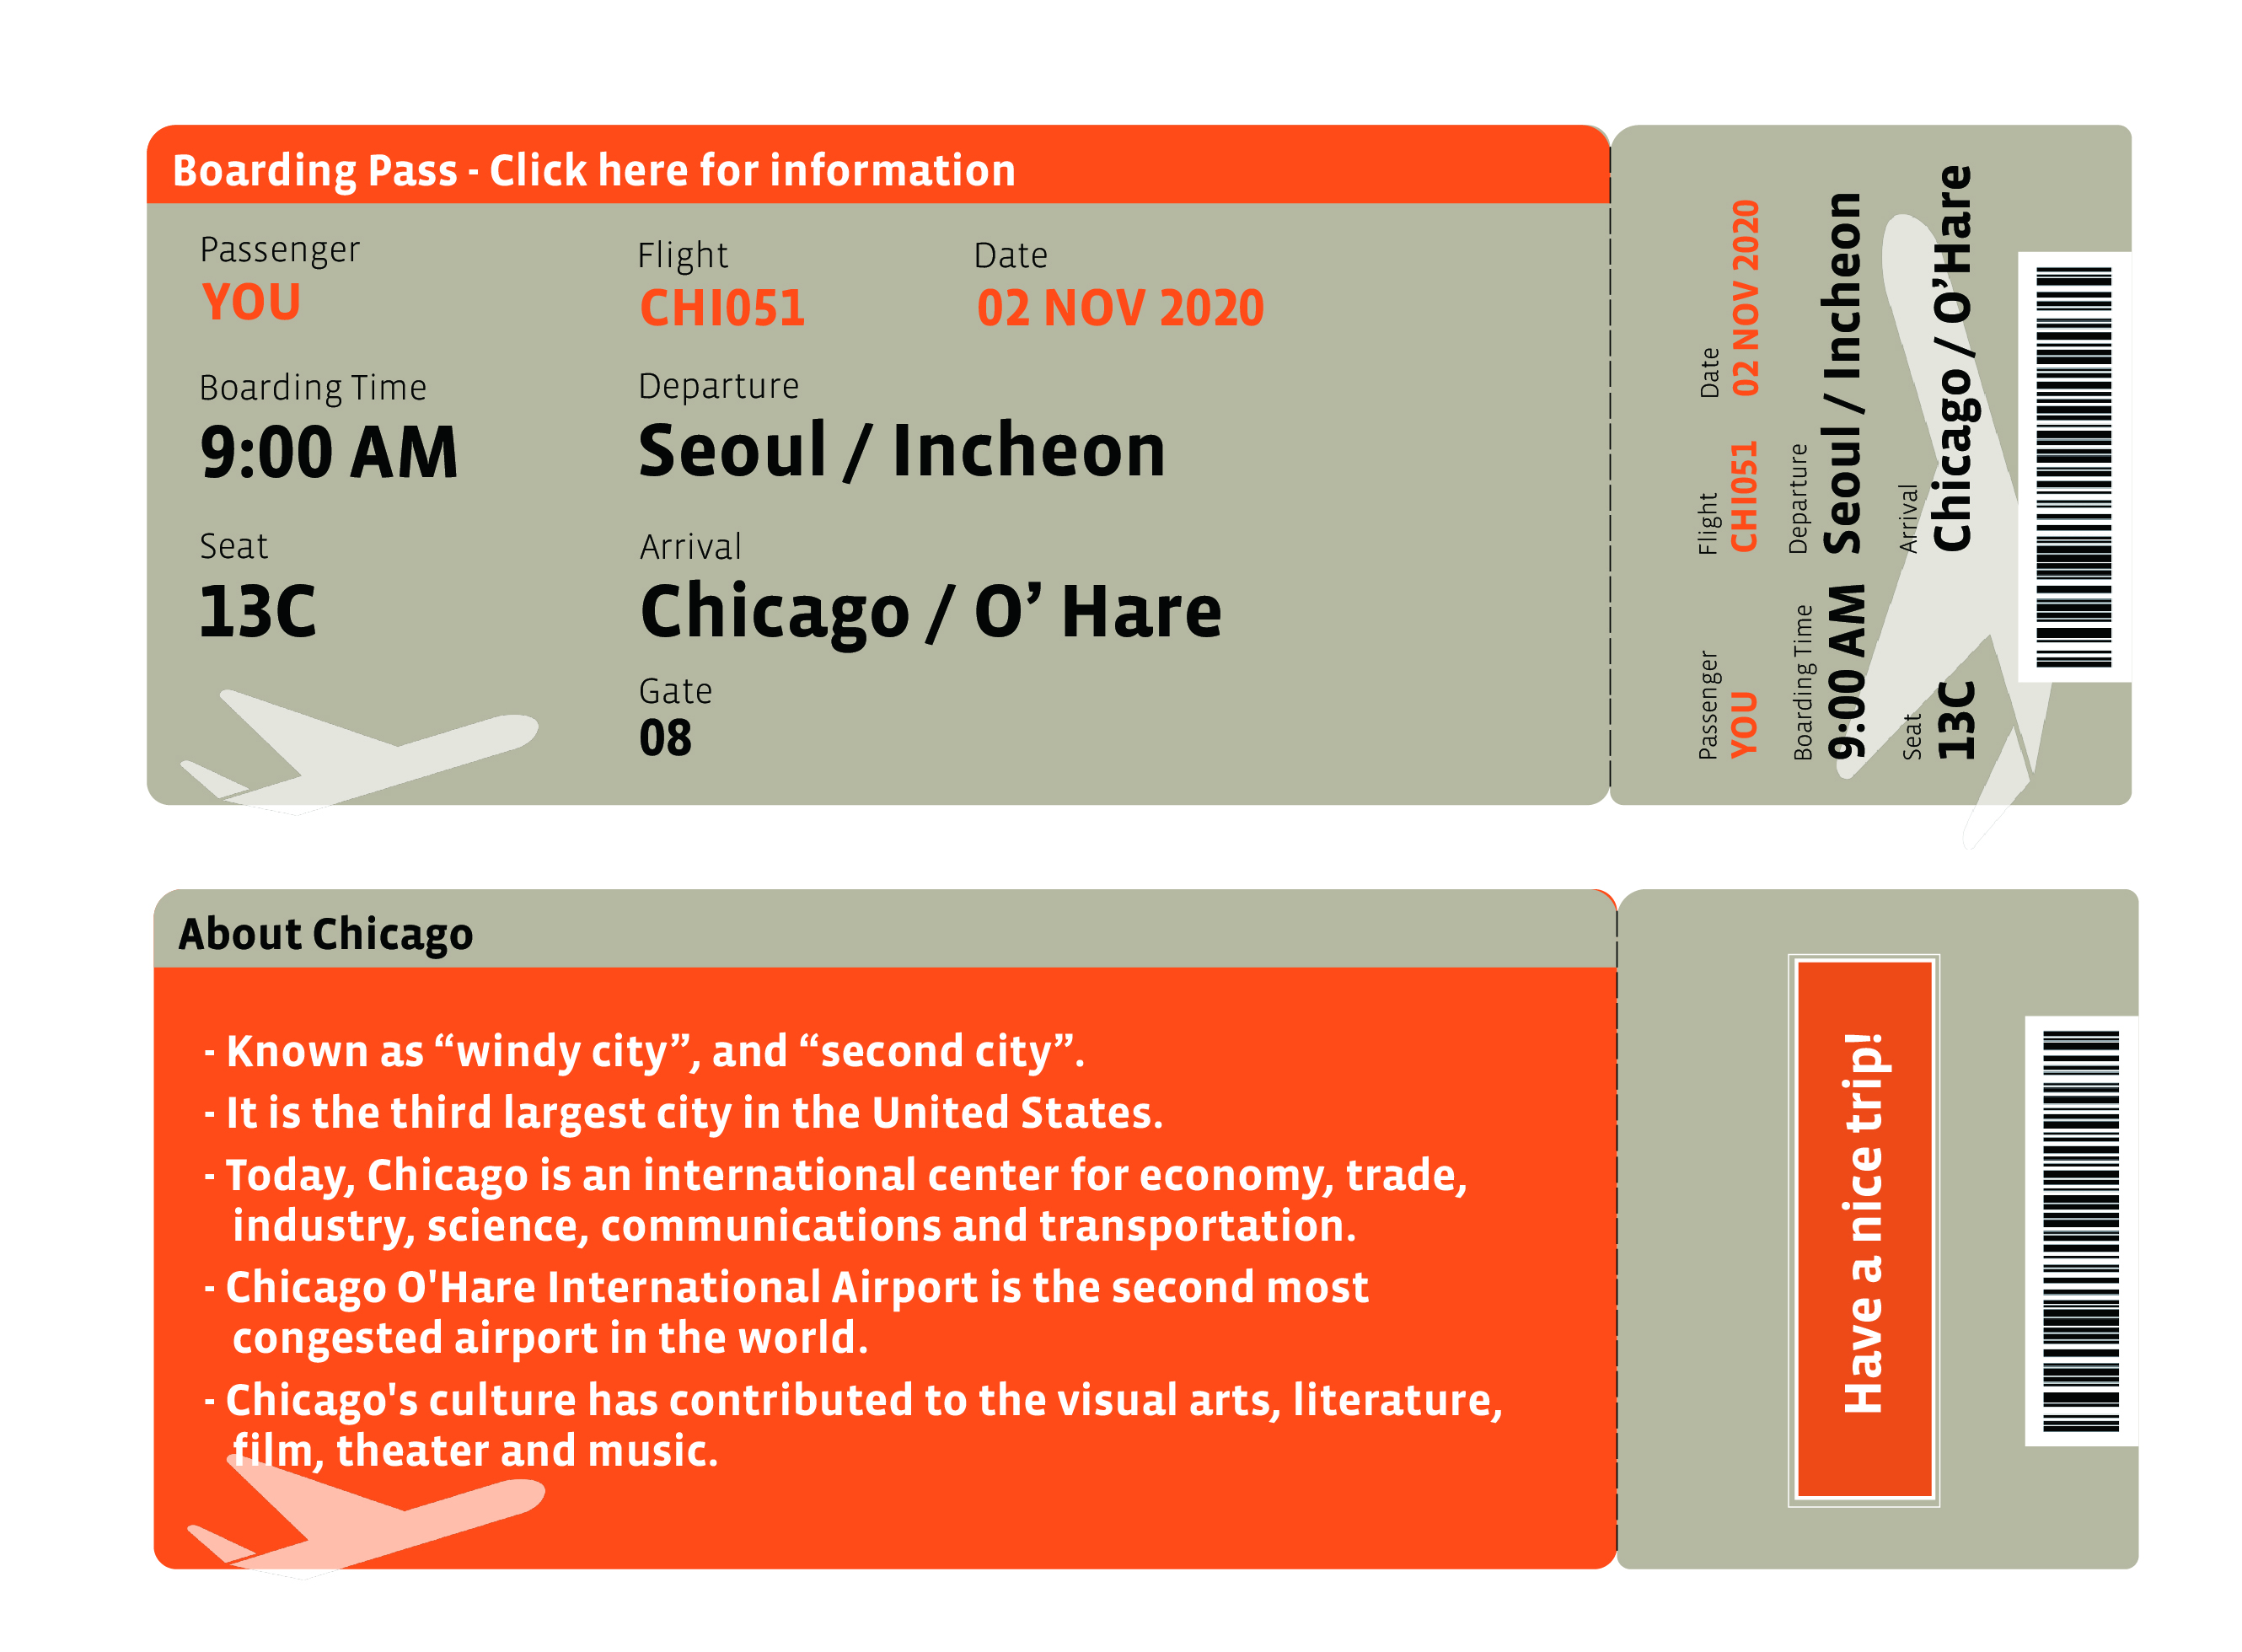 Boarding Pass - Click here for information
Passenger
YOU
Flight
CHI051
Date
02 NOV 2020
Boarding Time
9:00 AM
Departure
Seoul / Incheon
Seat
13C
Arrival
Chicago / O’ Hare
Gate
08
Passenger
YOU
Flight
CHI051
Date
02 NOV 2020
Boarding Time
9:00 AM
Departure
Seoul / Incheon
Seat
13C
Arrival
Chicago / O’Hare
About Chicago
- Known as “windy city”, and “second city”.
- It is the third largest city in the United States.
- Today, Chicago is an international center for economy, trade,
industry, science, communications and transportation.
- Chicago O'Hare International Airport is the second most
congested airport in the world.
- Chicago's culture has contributed to the visual arts, literature,
film, theater and music.
Have a nice trip!